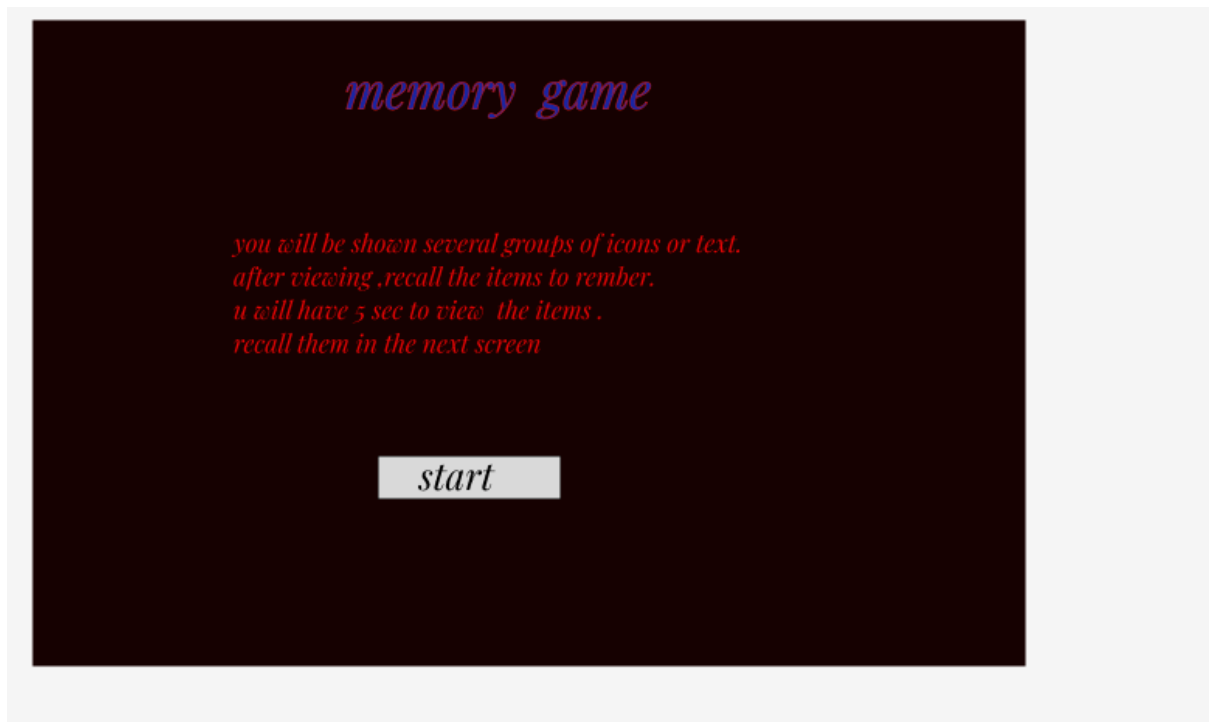 memory game
you will be shown several groups of icons or text.
after viewing ,recall the items to rember.
u will have 5 sec to view the items .
recall them in the next screen
start